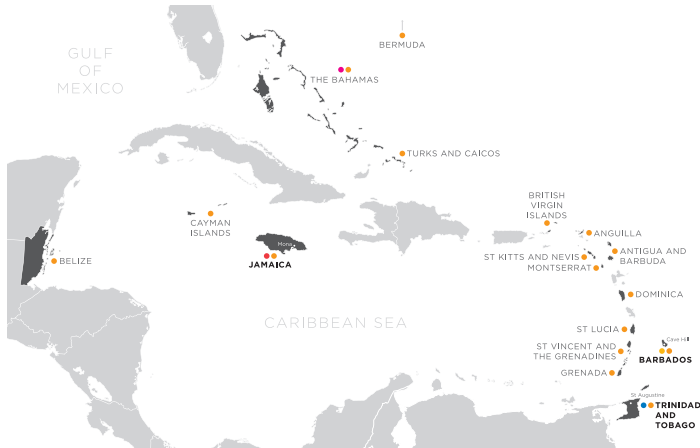 BERMUDA
GULF
OF
MEXICO
THE BAHAMAS
TURKS AND CAÏCOS
BRITISH
VIRGIN
ISLANDS
CAYMAN
ISLANDS
ANGUILLA
Mona
ANTIGUA AND
BARBUDA
ST KITTS AND NEVIS
BELIZE
JAMAICA
MONTSERRAT
DOMINICA
CARIBBEAN SEA
ST LUCIA
Cave Hill
ST VINCENT AND
THE GRENADINES
BARBADOS
GRENADA
St Augustine
TRINIDAD
AND
TOBAGO